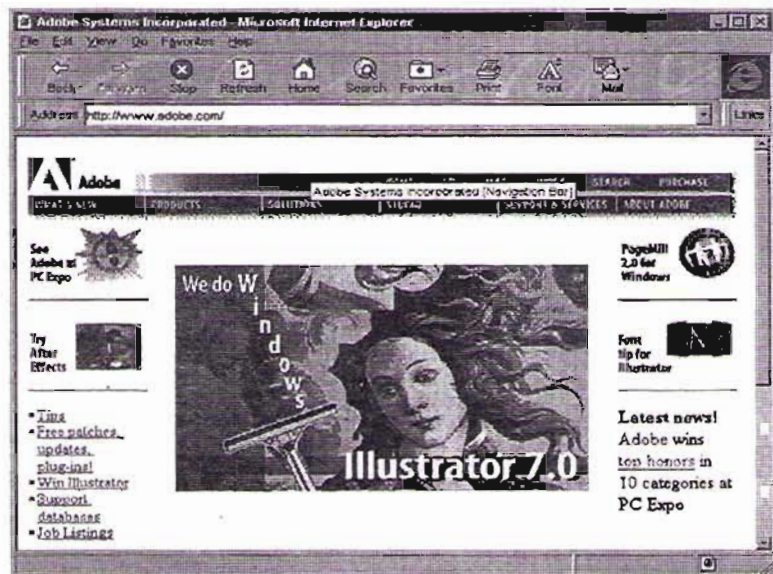 Adobe Systems Incorporated - Microsoft Internet Explorer
File Edit View Go Favorites Help
Back Forward Stop Refresh Home Search Favorites Print Font Mail
Address http://www.adobe.com/ Links
Adobe
SEARCH PURCHASE
Adobe Systems Incorporated [Navigation Bar]
WHAT'S NEW PRODUCTS SOLUTIONS STUDIO SUPPORT & SERVICES ABOUT ADOBE
See
Adobe at
PC Expo
Try
After
Effects
Tips
Free patches,
updates,
plug-ins!
Win Illustrator
Support
databases
Job Listings
We do Windows
Illustrator 7.0
PageMill
2.0 for
Windows
Font
tip for
Illustrator
Latest news!
Adobe wins
top honors in
10 categories at
PC Expo